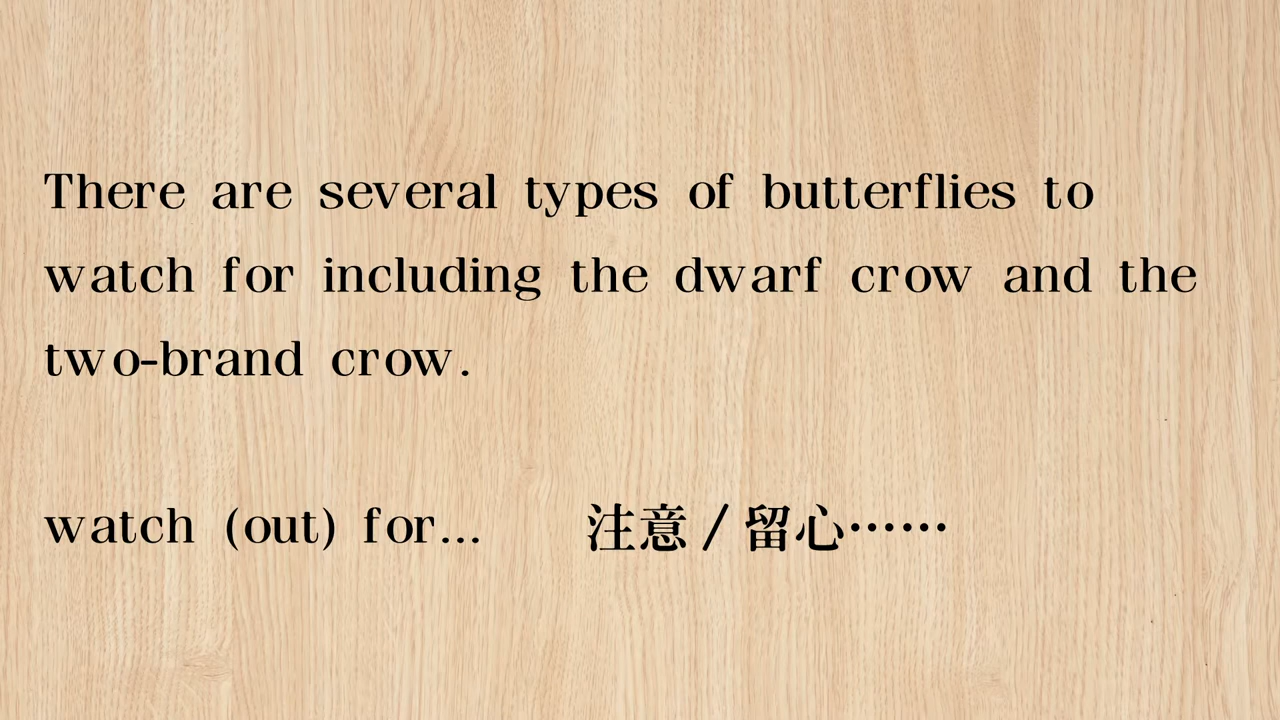 There are several types of butterflies to
watch for including the dwarf crow and the
two-brand crow.
watch (out) for... 注意／留心……